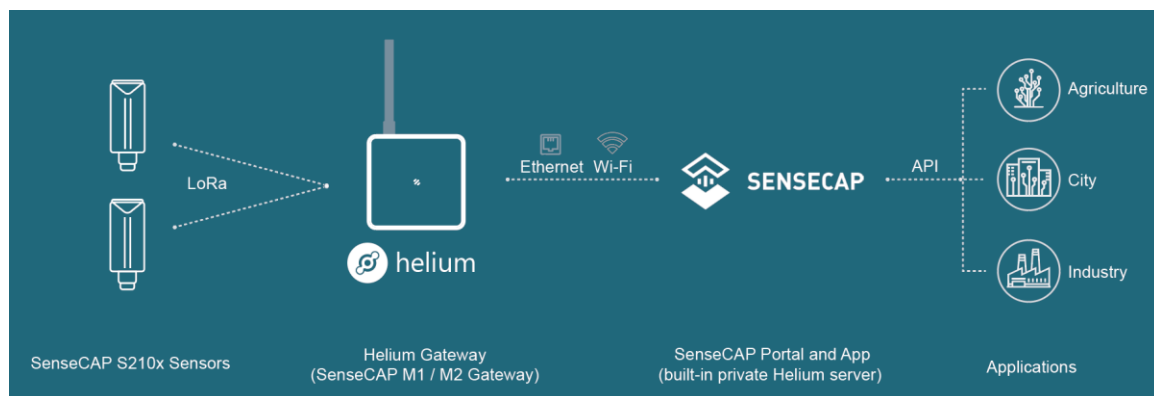 LoRa
helium
Ethernet Wi-Fi
SENSECAP
API
Agriculture
City
Industry
SenseCAP S210x Sensors
Helium Gateway
(SenseCAP M1 / M2 Gateway)
SenseCAP Portal and App
(built-in private Helium server)
Applications